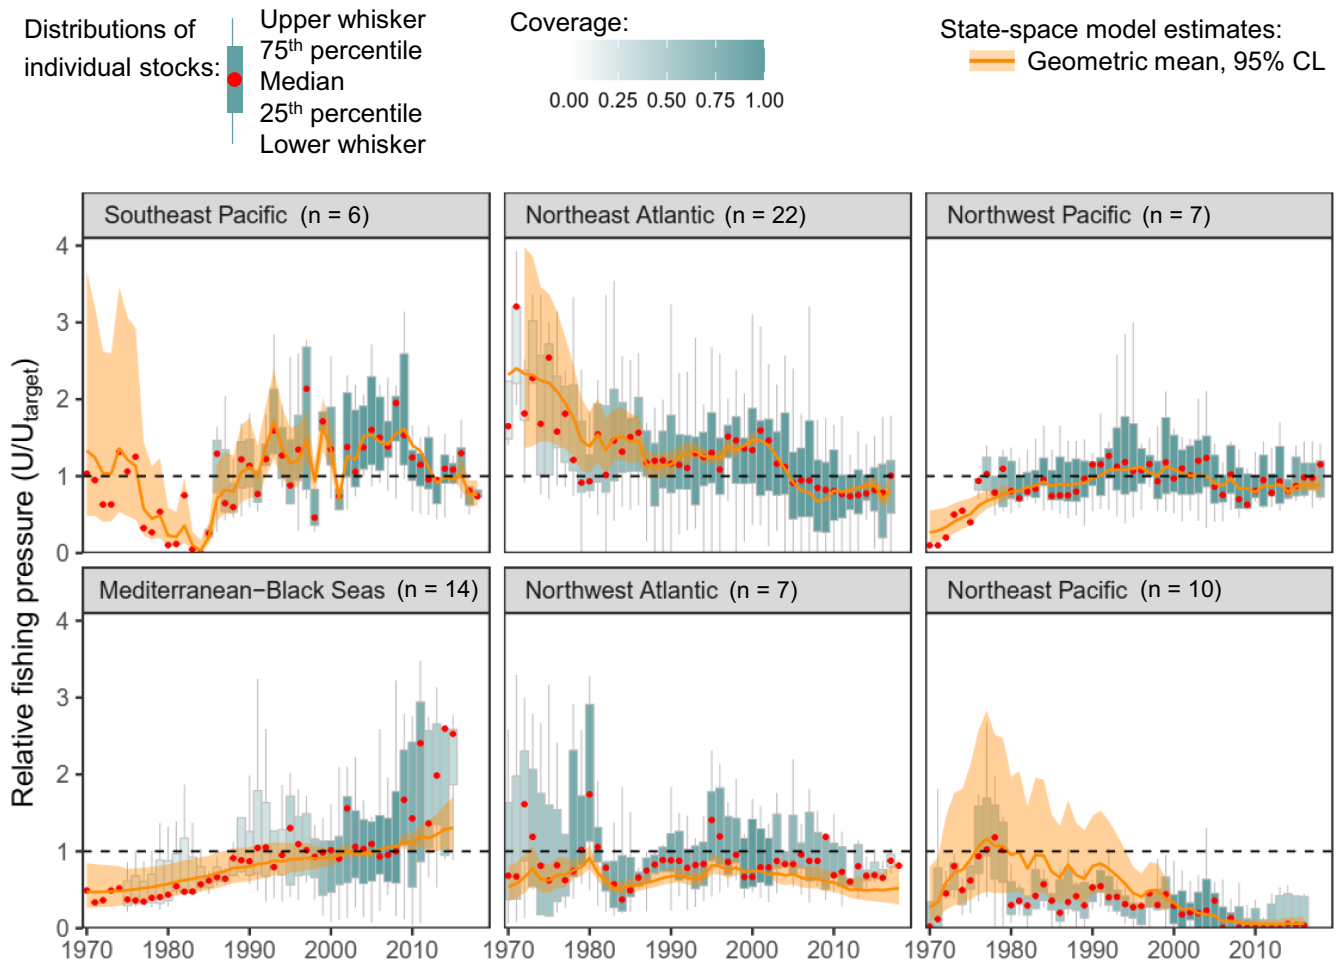 Distributions of individual stocks:
Upper whisker
75th percentile
Median
25th percentile
Lower whisker
Coverage:
0.00 0.25 0.50 0.75 1.00
State-space model estimates:
Geometric mean, 95% CL
Relative fishing pressure (U/Utarget)
Southeast Pacific (n = 6)
Northeast Atlantic (n = 22)
Northwest Pacific (n = 7)
4
3
2
1
0
Mediterranean−Black Seas (n = 14)
Northwest Atlantic (n = 7)
Northeast Pacific (n = 10)
4
3
2
1
0
1970 1980 1990 2000 2010
1970 1980 1990 2000 2010
1970 1980 1990 2000 2010